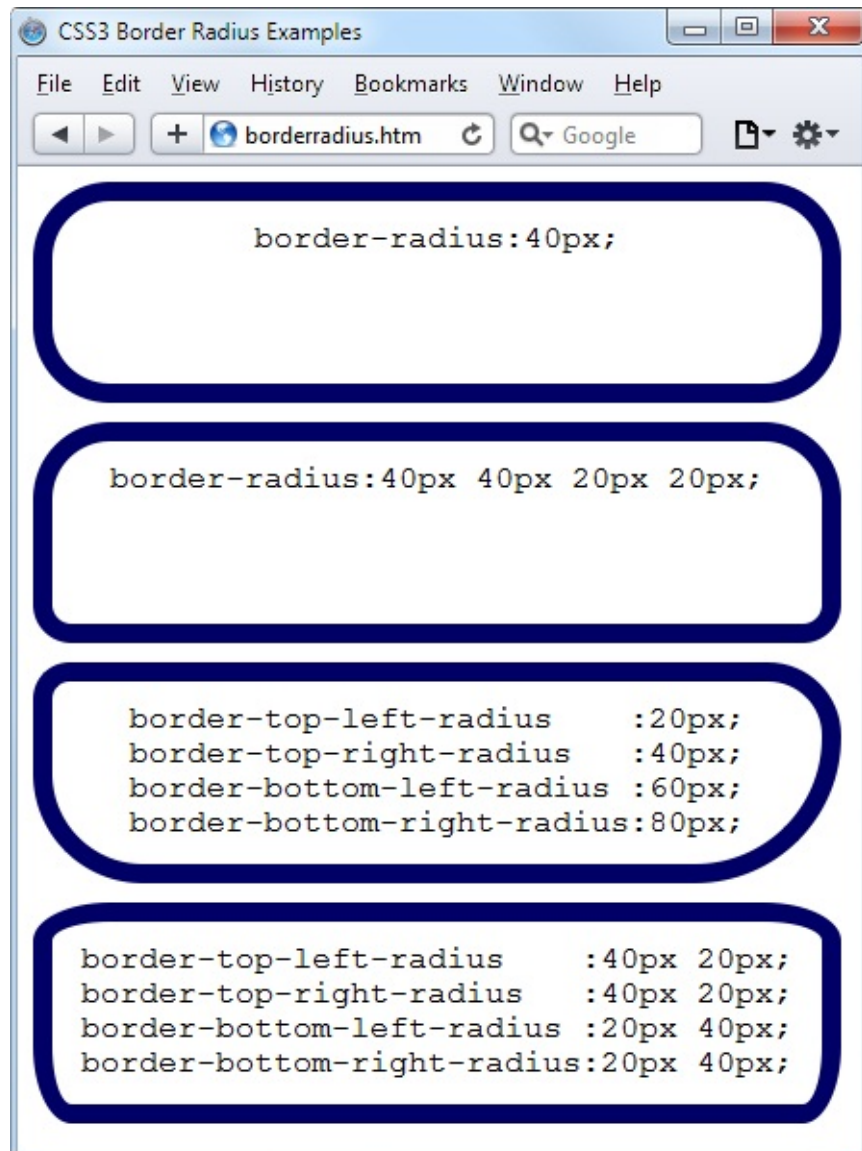 CSS3 Border Radius Examples
File Edit View History Bookmarks Window Help
borderradius.htm Google
border-radius:40px;
border-radius:40px 40px 20px 20px;
border-top-left-radius    :20px;
border-top-right-radius   :40px;
border-bottom-left-radius :60px;
border-bottom-right-radius:80px;
border-top-left-radius    :40px 20px;
border-top-right-radius   :40px 20px;
border-bottom-left-radius :20px 40px;
border-bottom-right-radius:20px 40px;